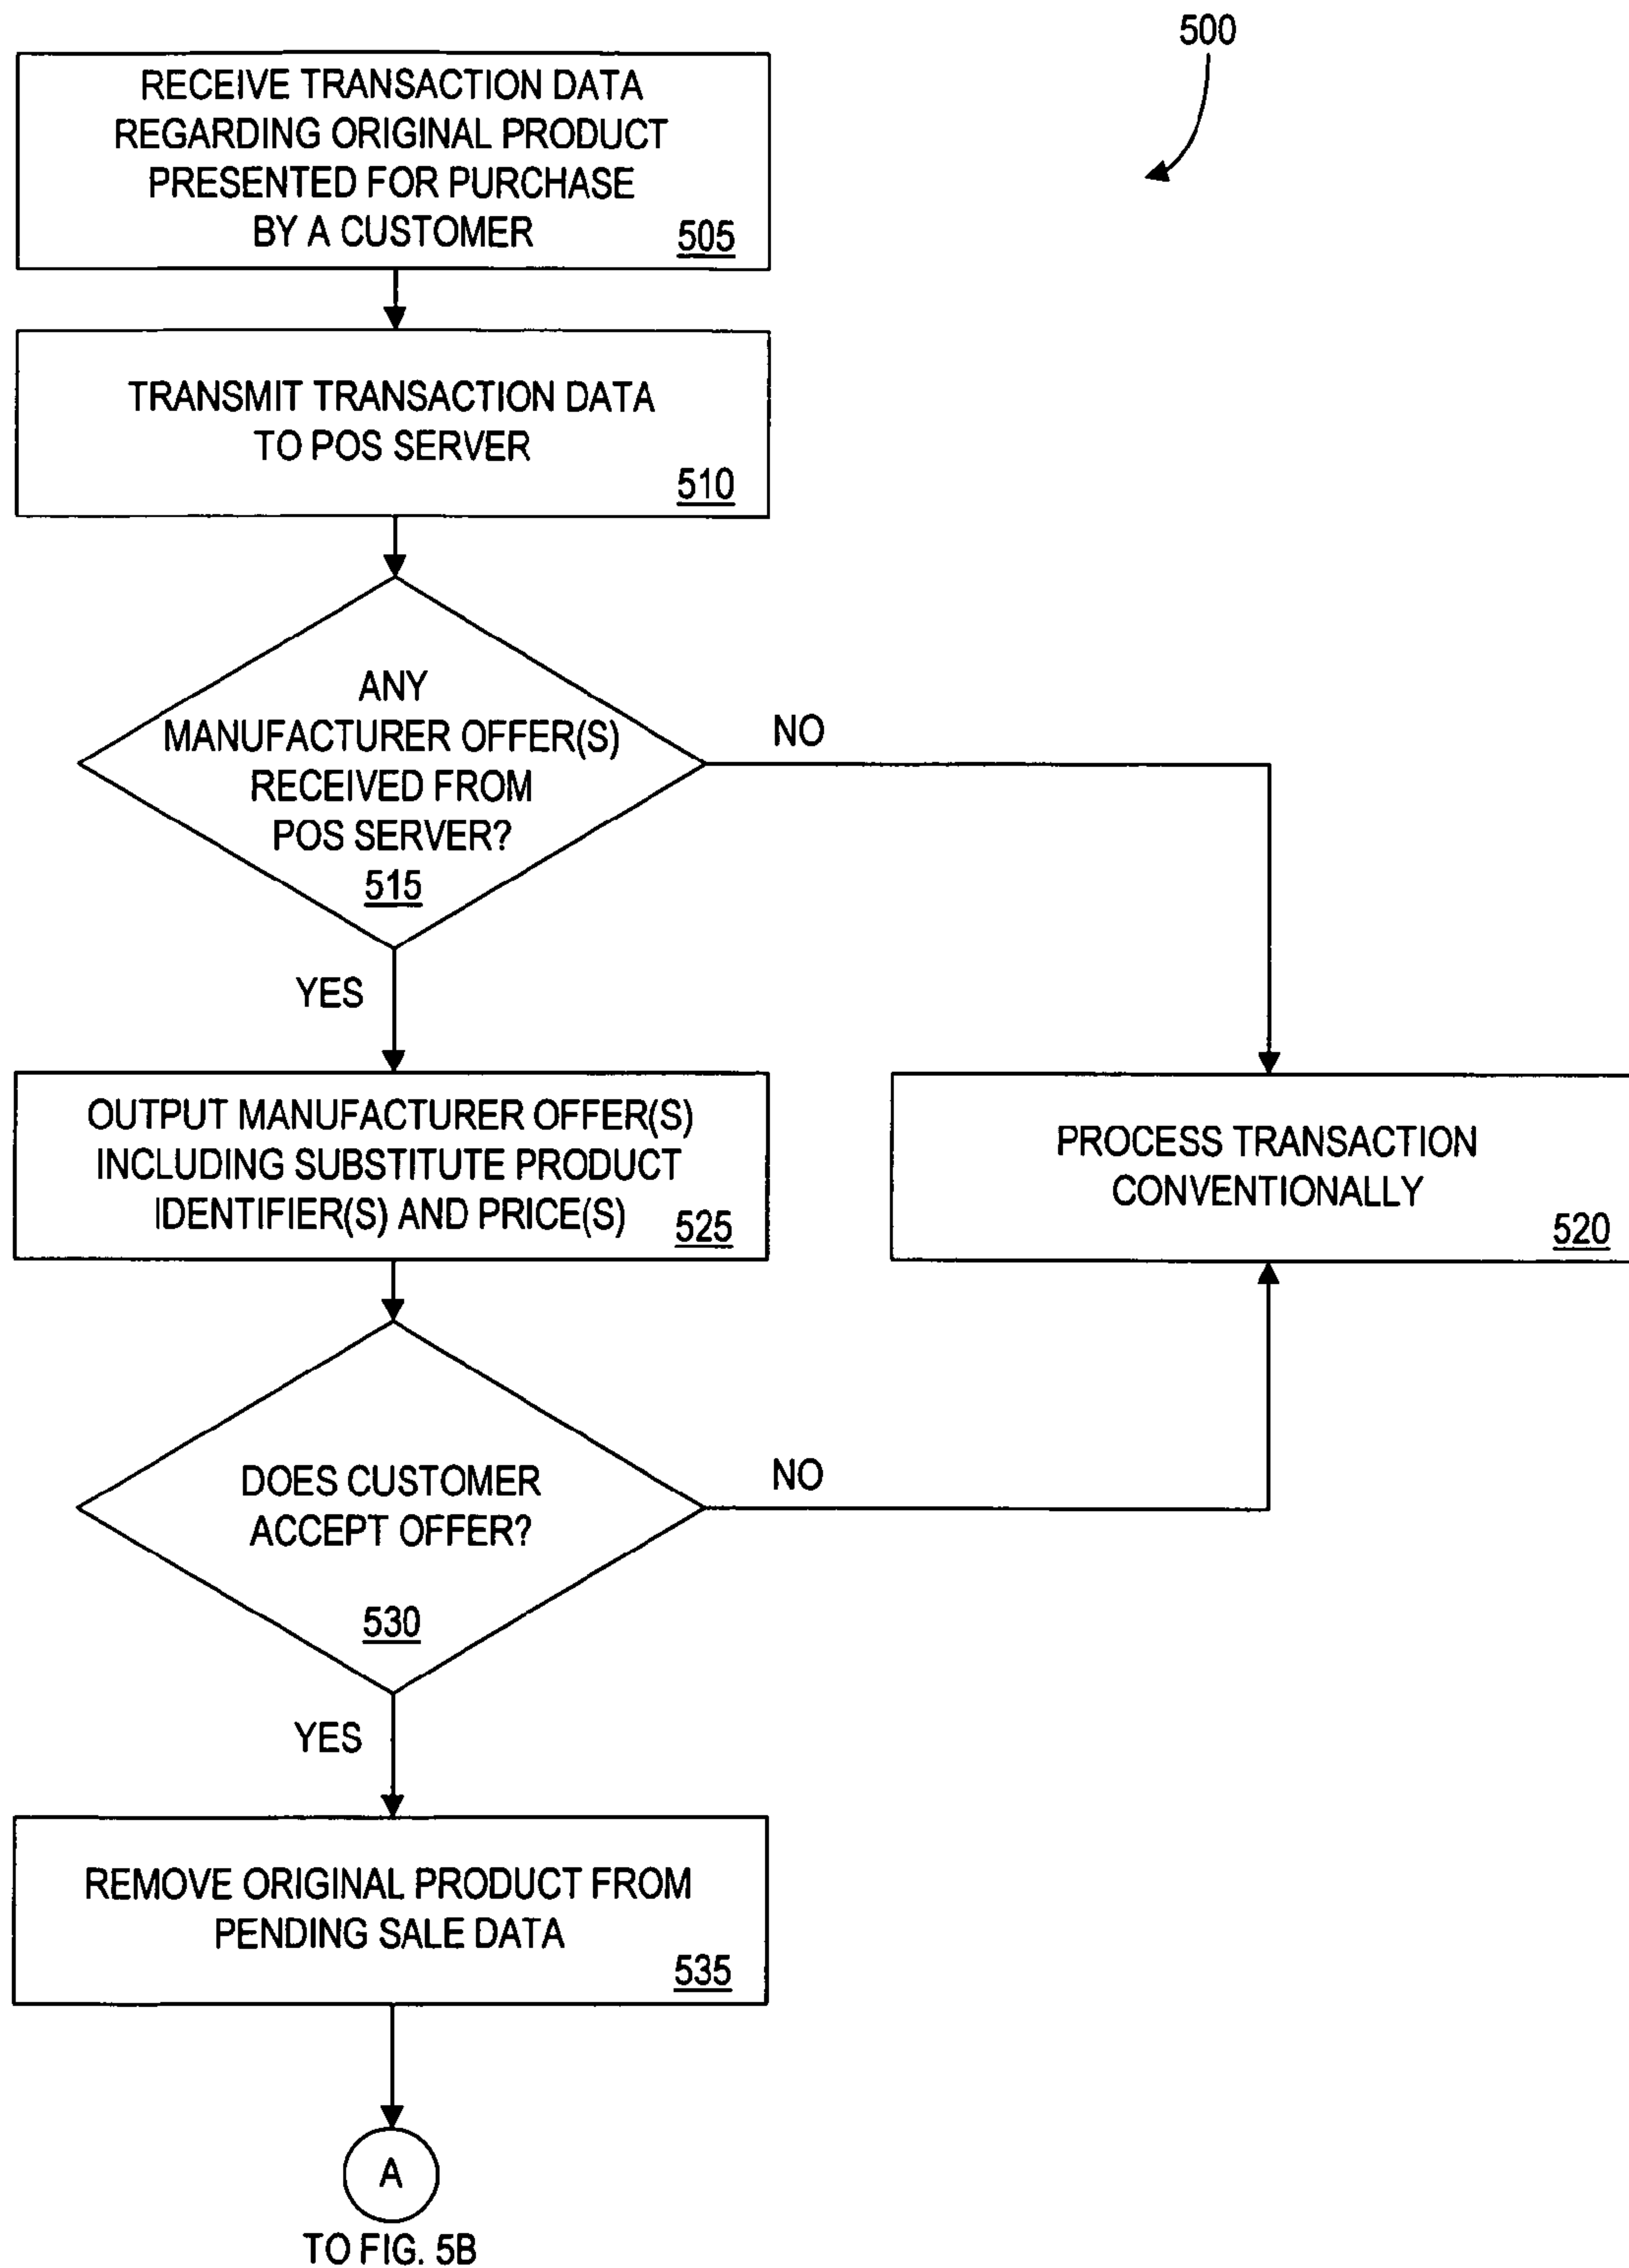 500
RECEIVE TRANSACTION DATA
REGARDING ORIGINAL PRODUCT
PRESENTED FOR PURCHASE
BY A CUSTOMER
505
TRANSMIT TRANSACTION DATA
TO POS SERVER
510
ANY
MANUFACTURER OFFER(S)
RECEIVED FROM
POS SERVER?
515
NO
YES
OUTPUT MANUFACTURER OFFER(S)
INCLUDING SUBSTITUTE PRODUCT
IDENTIFIER(S) AND PRICE(S)
525
PROCESS TRANSACTION
CONVENTIONALLY
520
DOES CUSTOMER
ACCEPT OFFER?
530
NO
YES
REMOVE ORIGINAL PRODUCT FROM
PENDING SALE DATA
535
A
TO FIG. 5B